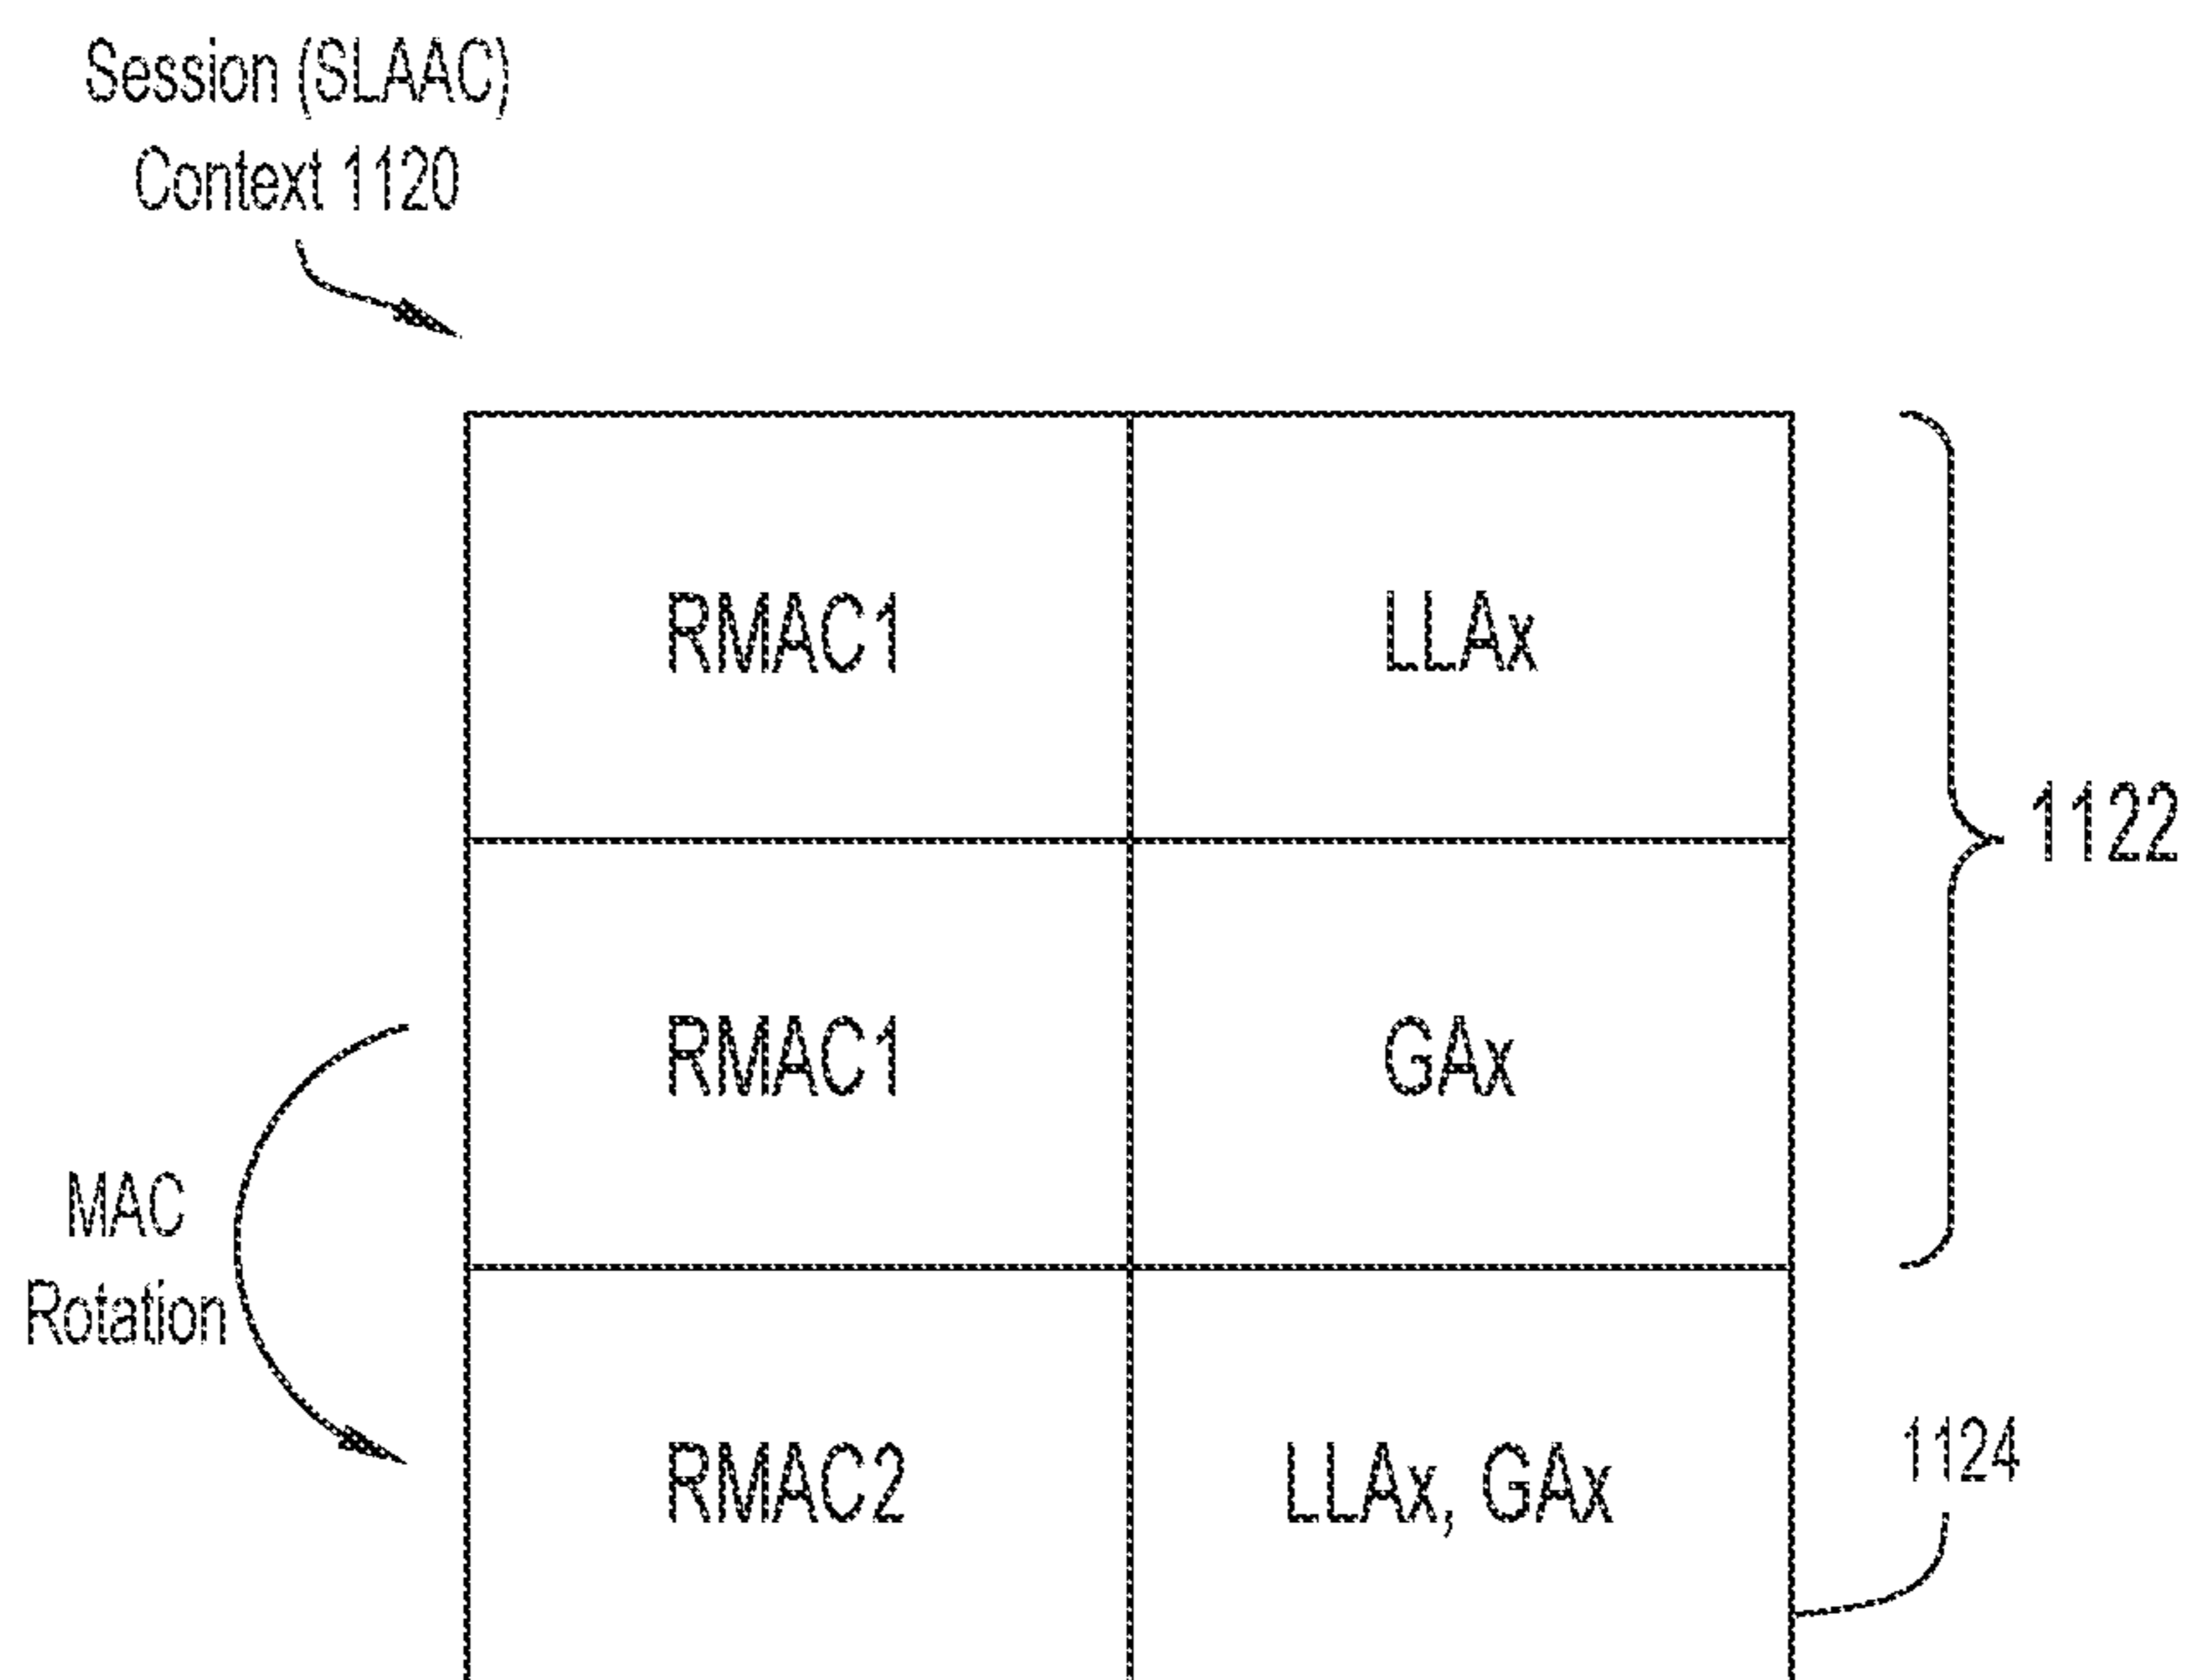 Session (SLAAC)
Context 1120
RMAC1 LLAx
1122
RMAC1 GAx
MAC
Rotation
RMAC2 LLAx, GAx
1124